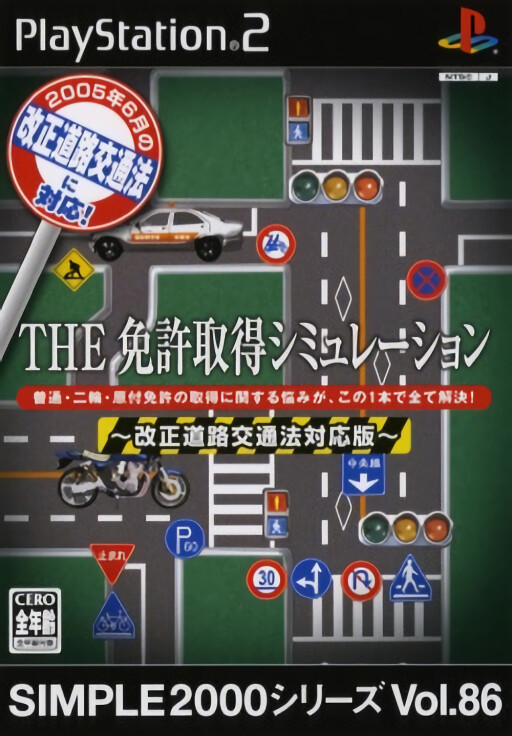 PlayStation.2
NTSC J
2005年6月の
改正道路交通法
に
対応!
THE 免許取得シミュレーション
普通・二輪・原付免許の取得に関する悩みが、この1本で全て解決!
～改正道路交通法対応版～
中央線
P
60
止まれ
30
CERO
全年齢
SIMPLE2000シリーズ Vol.86